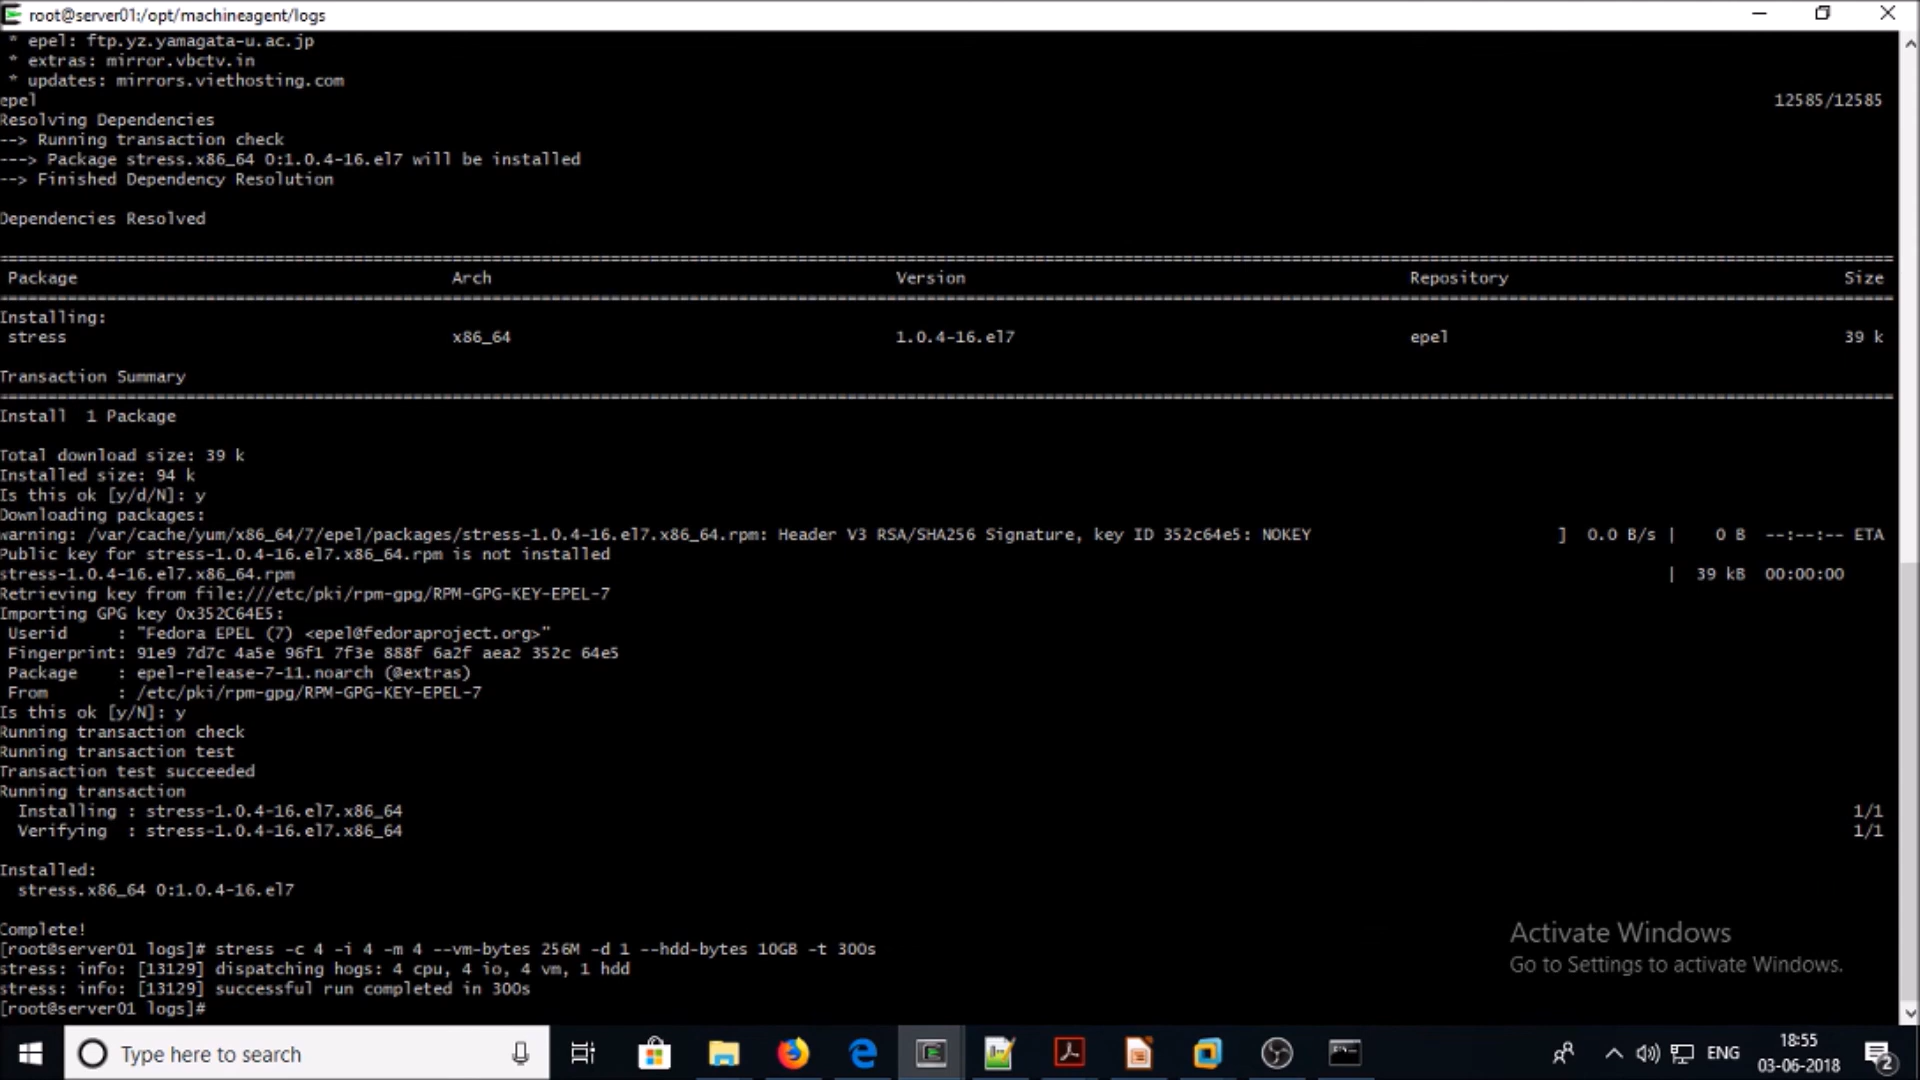 root@server01:/opt/machineagent/logs
* epel: ftp.yz.yamagata-u.ac.jp
* extras: mirror.vbctv.in
* updates: mirrors.viethosting.com
epel 12585/12585
Resolving Dependencies
--> Running transaction check
---> Package stress.x86_64 0:1.0.4-16.el7 will be installed
--> Finished Dependency Resolution
Dependencies Resolved
Package Arch Version Repository Size
Installing:
stress x86_64 1.0.4-16.el7 epel 39 k
Transaction Summary
Install 1 Package
Total download size: 39 k
Installed size: 94 k
Is this ok [y/d/N]: y
Downloading packages:
warning: /var/cache/yum/x86_64/7/epel/packages/stress-1.0.4-16.el7.x86_64.rpm: Header V3 RSA/SHA256 Signature, key ID 352c64e5: NOKEY ] 0.0 B/s | 0 B --:--:-- ETA
Public key for stress-1.0.4-16.el7.x86_64.rpm is not installed
stress-1.0.4-16.el7.x86_64.rpm | 39 kB 00:00:00
Retrieving key from file:///etc/pki/rpm-gpg/RPM-GPG-KEY-EPEL-7
Importing GPG key 0x352C64E5:
Userid : "Fedora EPEL (7) <epel@fedoraproject.org>"
Fingerprint: 91e9 7d7c 4a5e 96f1 7f3e 888f 6a2f aea2 352c 64e5
Package : epel-release-7-11.noarch (@extras)
From : /etc/pki/rpm-gpg/RPM-GPG-KEY-EPEL-7
Is this ok [y/N]: y
Running transaction check
Running transaction test
Transaction test succeeded
Running transaction
Installing : stress-1.0.4-16.el7.x86_64 1/1
Verifying : stress-1.0.4-16.el7.x86_64 1/1
Installed:
stress.x86_64 0:1.0.4-16.el7
Complete!
[root@server01 logs]# stress -c 4 -i 4 -m 4 --vm-bytes 256M -d 1 --hdd-bytes 10GB -t 300s
stress: info: [13129] dispatching hogs: 4 cpu, 4 io, 4 vm, 1 hdd
stress: info: [13129] successful run completed in 300s
[root@server01 logs]#
Activate Windows
Go to Settings to activate Windows.
Type here to search
ENG
18:55
03-06-2018
2